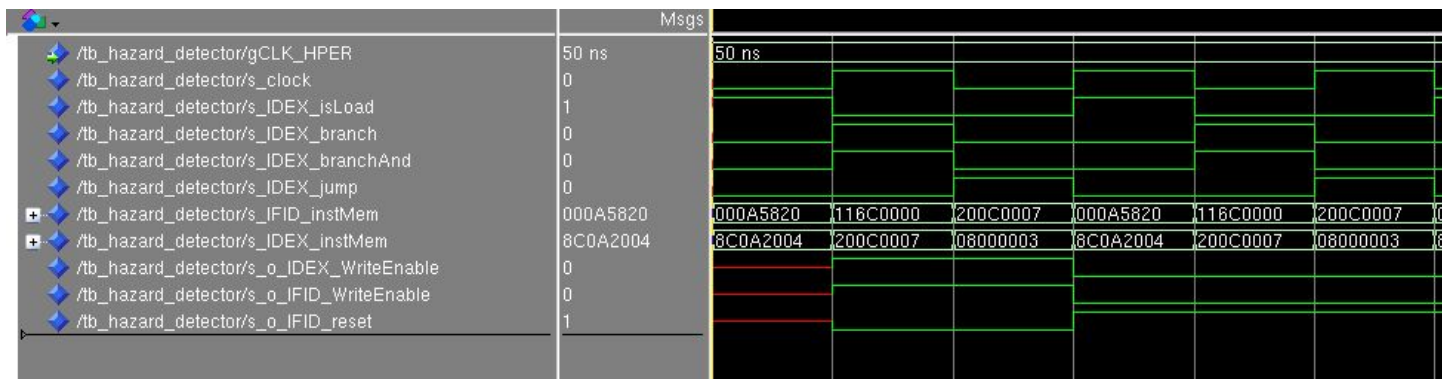 Msgs
/tb_hazard_detector/gCLK_HPER 50 ns 50 ns
/tb_hazard_detector/s_clock 0
/tb_hazard_detector/s_IDEX_isLoad 1
/tb_hazard_detector/s_IDEX_branch 0
/tb_hazard_detector/s_IDEX_branchAnd 0
/tb_hazard_detector/s_IDEX_jump 0
/tb_hazard_detector/s_IFID_instMem 000A5820 000A5820 116C0000 200C0007 000A5820 116C0000 200C0007
/tb_hazard_detector/s_IDEX_instMem 8C0A2004 8C0A2004 200C0007 08000003 8C0A2004 200C0007 08000003
/tb_hazard_detector/s_o_IDEX_WriteEnable 0
/tb_hazard_detector/s_o_IFID_WriteEnable 0
/tb_hazard_detector/s_o_IFID_reset 1